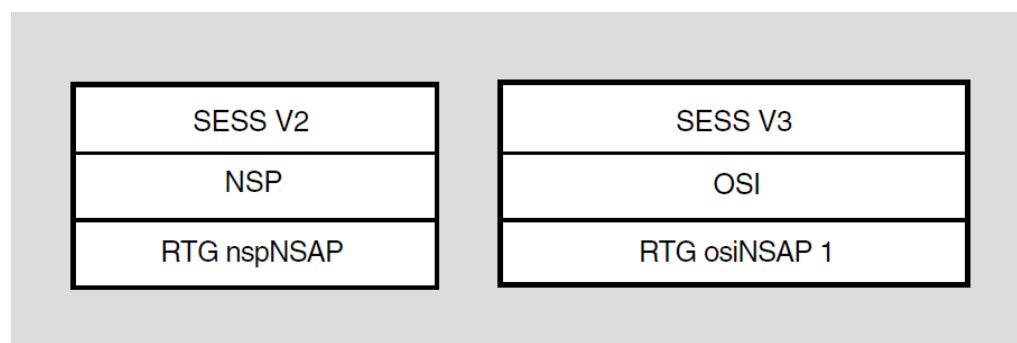 SESS V2
NSP
RTG nspNSAP
SESS V3
OSI
RTG osiNSAP 1